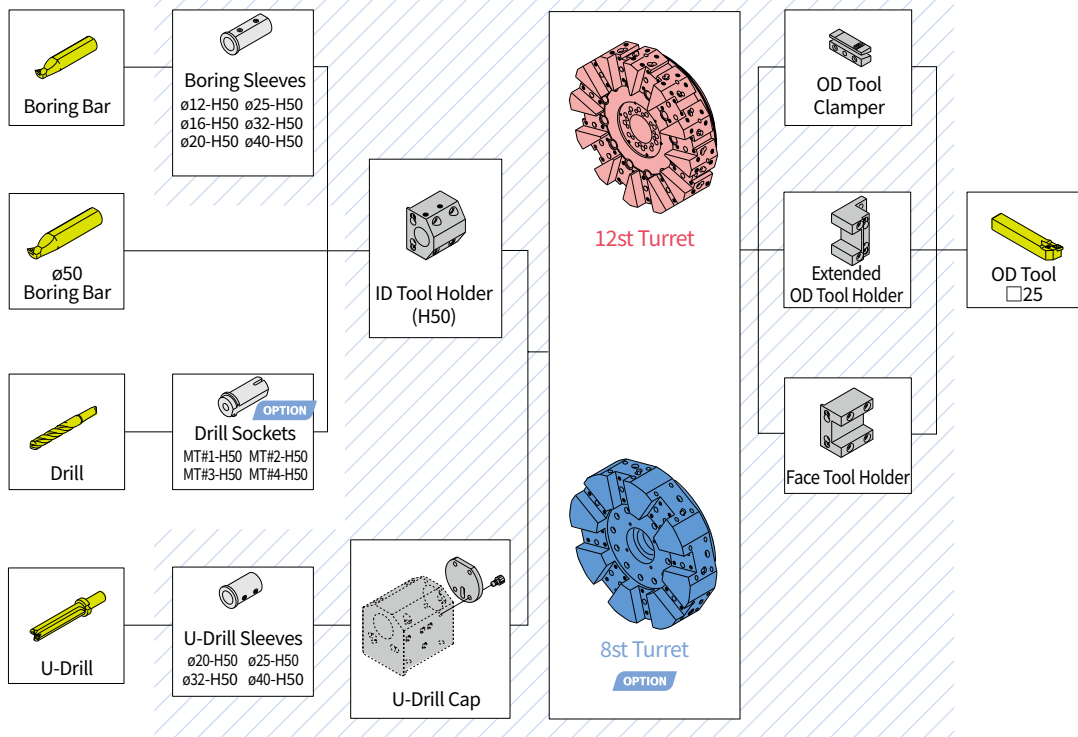 Boring Bar
Boring Sleeves
ø12-H50 ø25-H50
ø16-H50 ø32-H50
ø20-H50 ø40-H50
ø50
Boring Bar
ID Tool Holder
(H50)
Drill
OPTION
Drill Sockets
MT#1-H50 MT#2-H50
MT#3-H50 MT#4-H50
U-Drill
U-Drill Sleeves
ø20-H50 ø25-H50
ø32-H50 ø40-H50
U-Drill Cap
12st Turret
8st Turret
OPTION
OD Tool
Clamper
Extended
OD Tool Holder
Face Tool Holder
OD Tool
□25